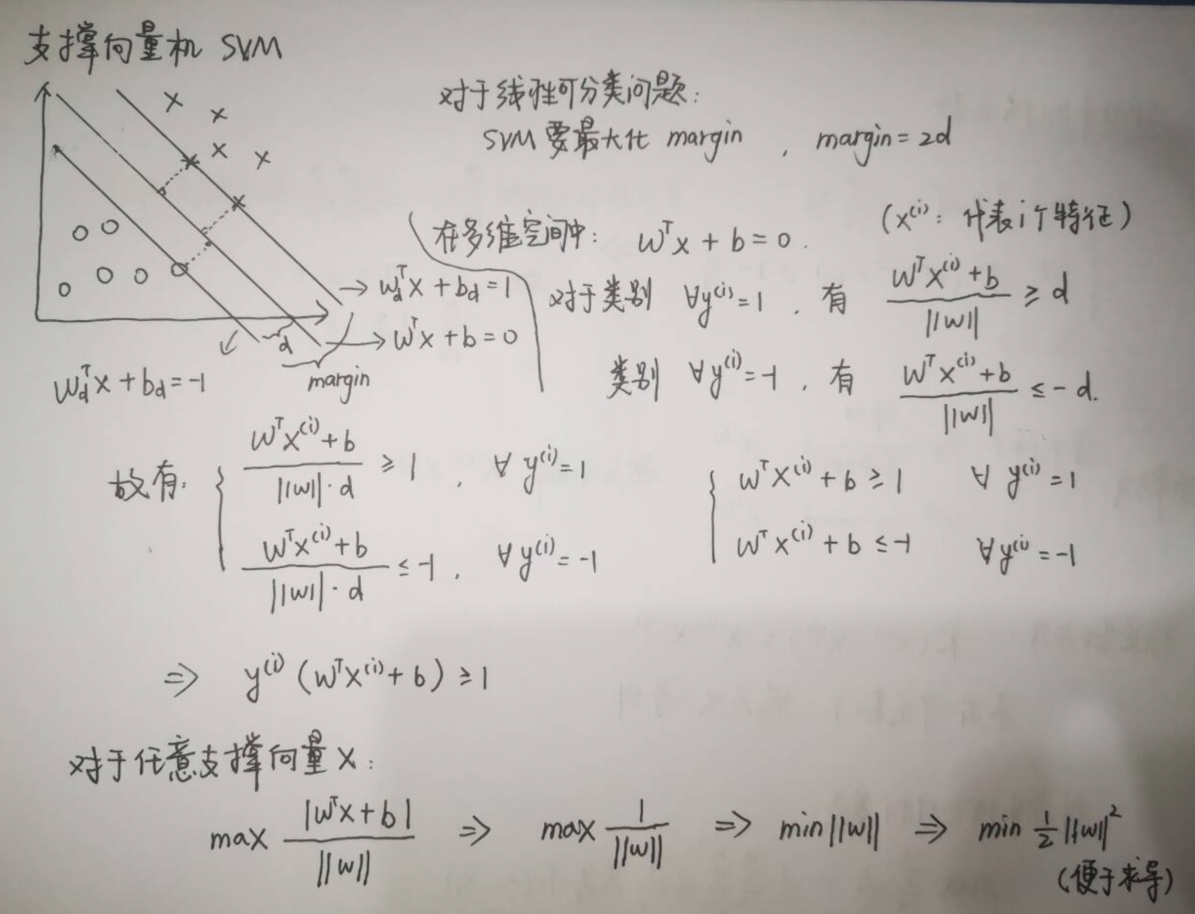 支撑向量机 SVM
对于线性可分类问题:
SVM 要最大化 margin , margin = 2d
(x^(i): 代表i个特征)
在多维空间中: w^T x + b = 0.
对于类别 ∀y^(i)=1 , 有 (w^T x^(i) + b) / ||w|| ≥ d
类别 ∀y^(i)=-1 , 有 (w^T x^(i) + b) / ||w|| ≤ -d.
→ w_d^T x + b_d = 1
→ w^T x + b = 0
d
margin
w_d^T x + b_d = -1
故有: { (w^T x^(i) + b) / (||w||·d) ≥ 1 , ∀ y^(i)=1
(w^T x^(i) + b) / (||w||·d) ≤ -1 , ∀ y^(i)=-1
{ w^T x^(i) + b ≥ 1 ∀ y^(i)=1
w^T x^(i) + b ≤ -1 ∀ y^(i)=-1
⇒ y^(i) (w^T x^(i) + b) ≥ 1
对于任意支撑向量 x:
max |w^T x + b| / ||w|| ⇒ max 1 / ||w|| ⇒ min ||w|| ⇒ min 1/2 ||w||^2
(便于求导)